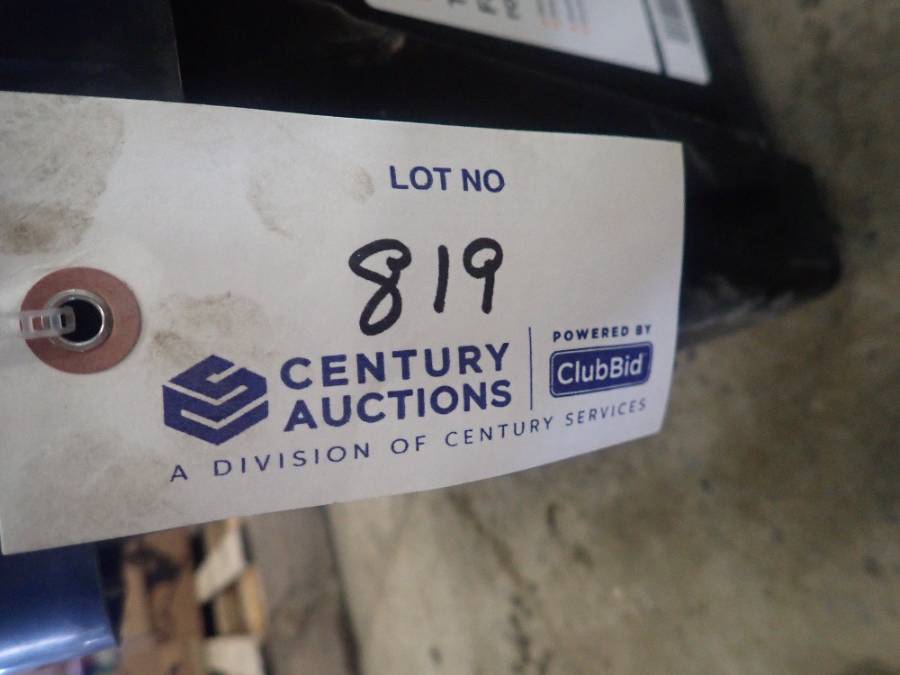 LOT NO
819
CENTURY
AUCTIONS
POWERED BY
ClubBid
A DIVISION OF CENTURY SERVICES